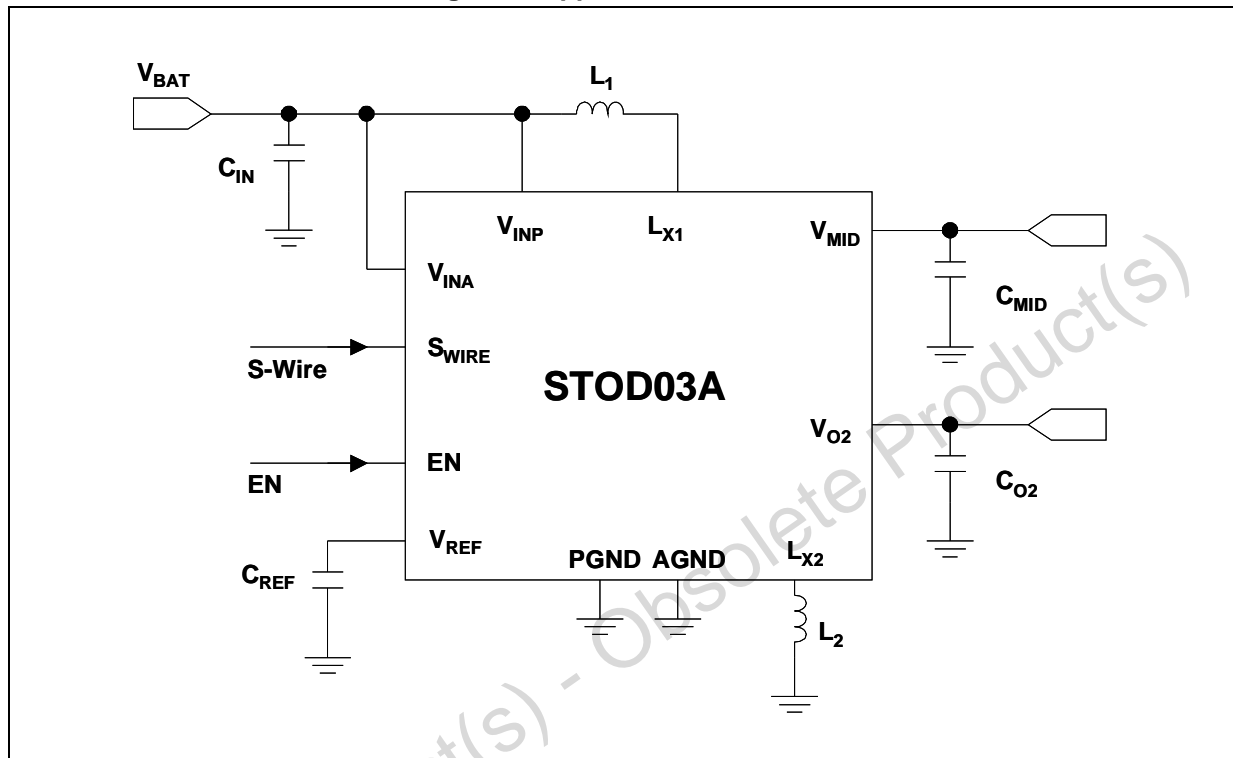 V_BAT
L_1
C_IN
V_INP
L_X1
V_MID
V_INA
C_MID
S_WIRE
S-Wire
STOD03A
V_O2
EN
EN
C_O2
V_REF
PGND AGND
L_X2
C_REF
L_2
t(s) - Obsolete Product(s)